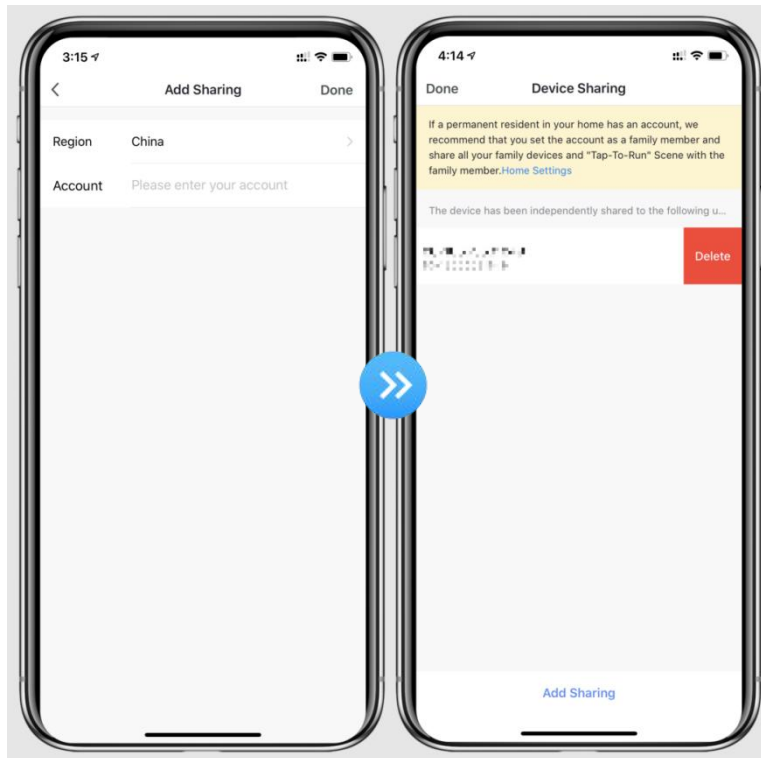 3:15
Add Sharing
Done
Region
China
Account
Please enter your account
4:14
Done
Device Sharing
If a permanent resident in your home has an account, we
recommend that you set the account as a family member and
share all your family devices and "Tap-To-Run" Scene with the
family member.Home Settings
The device has been independently shared to the following u...
Delete
Add Sharing